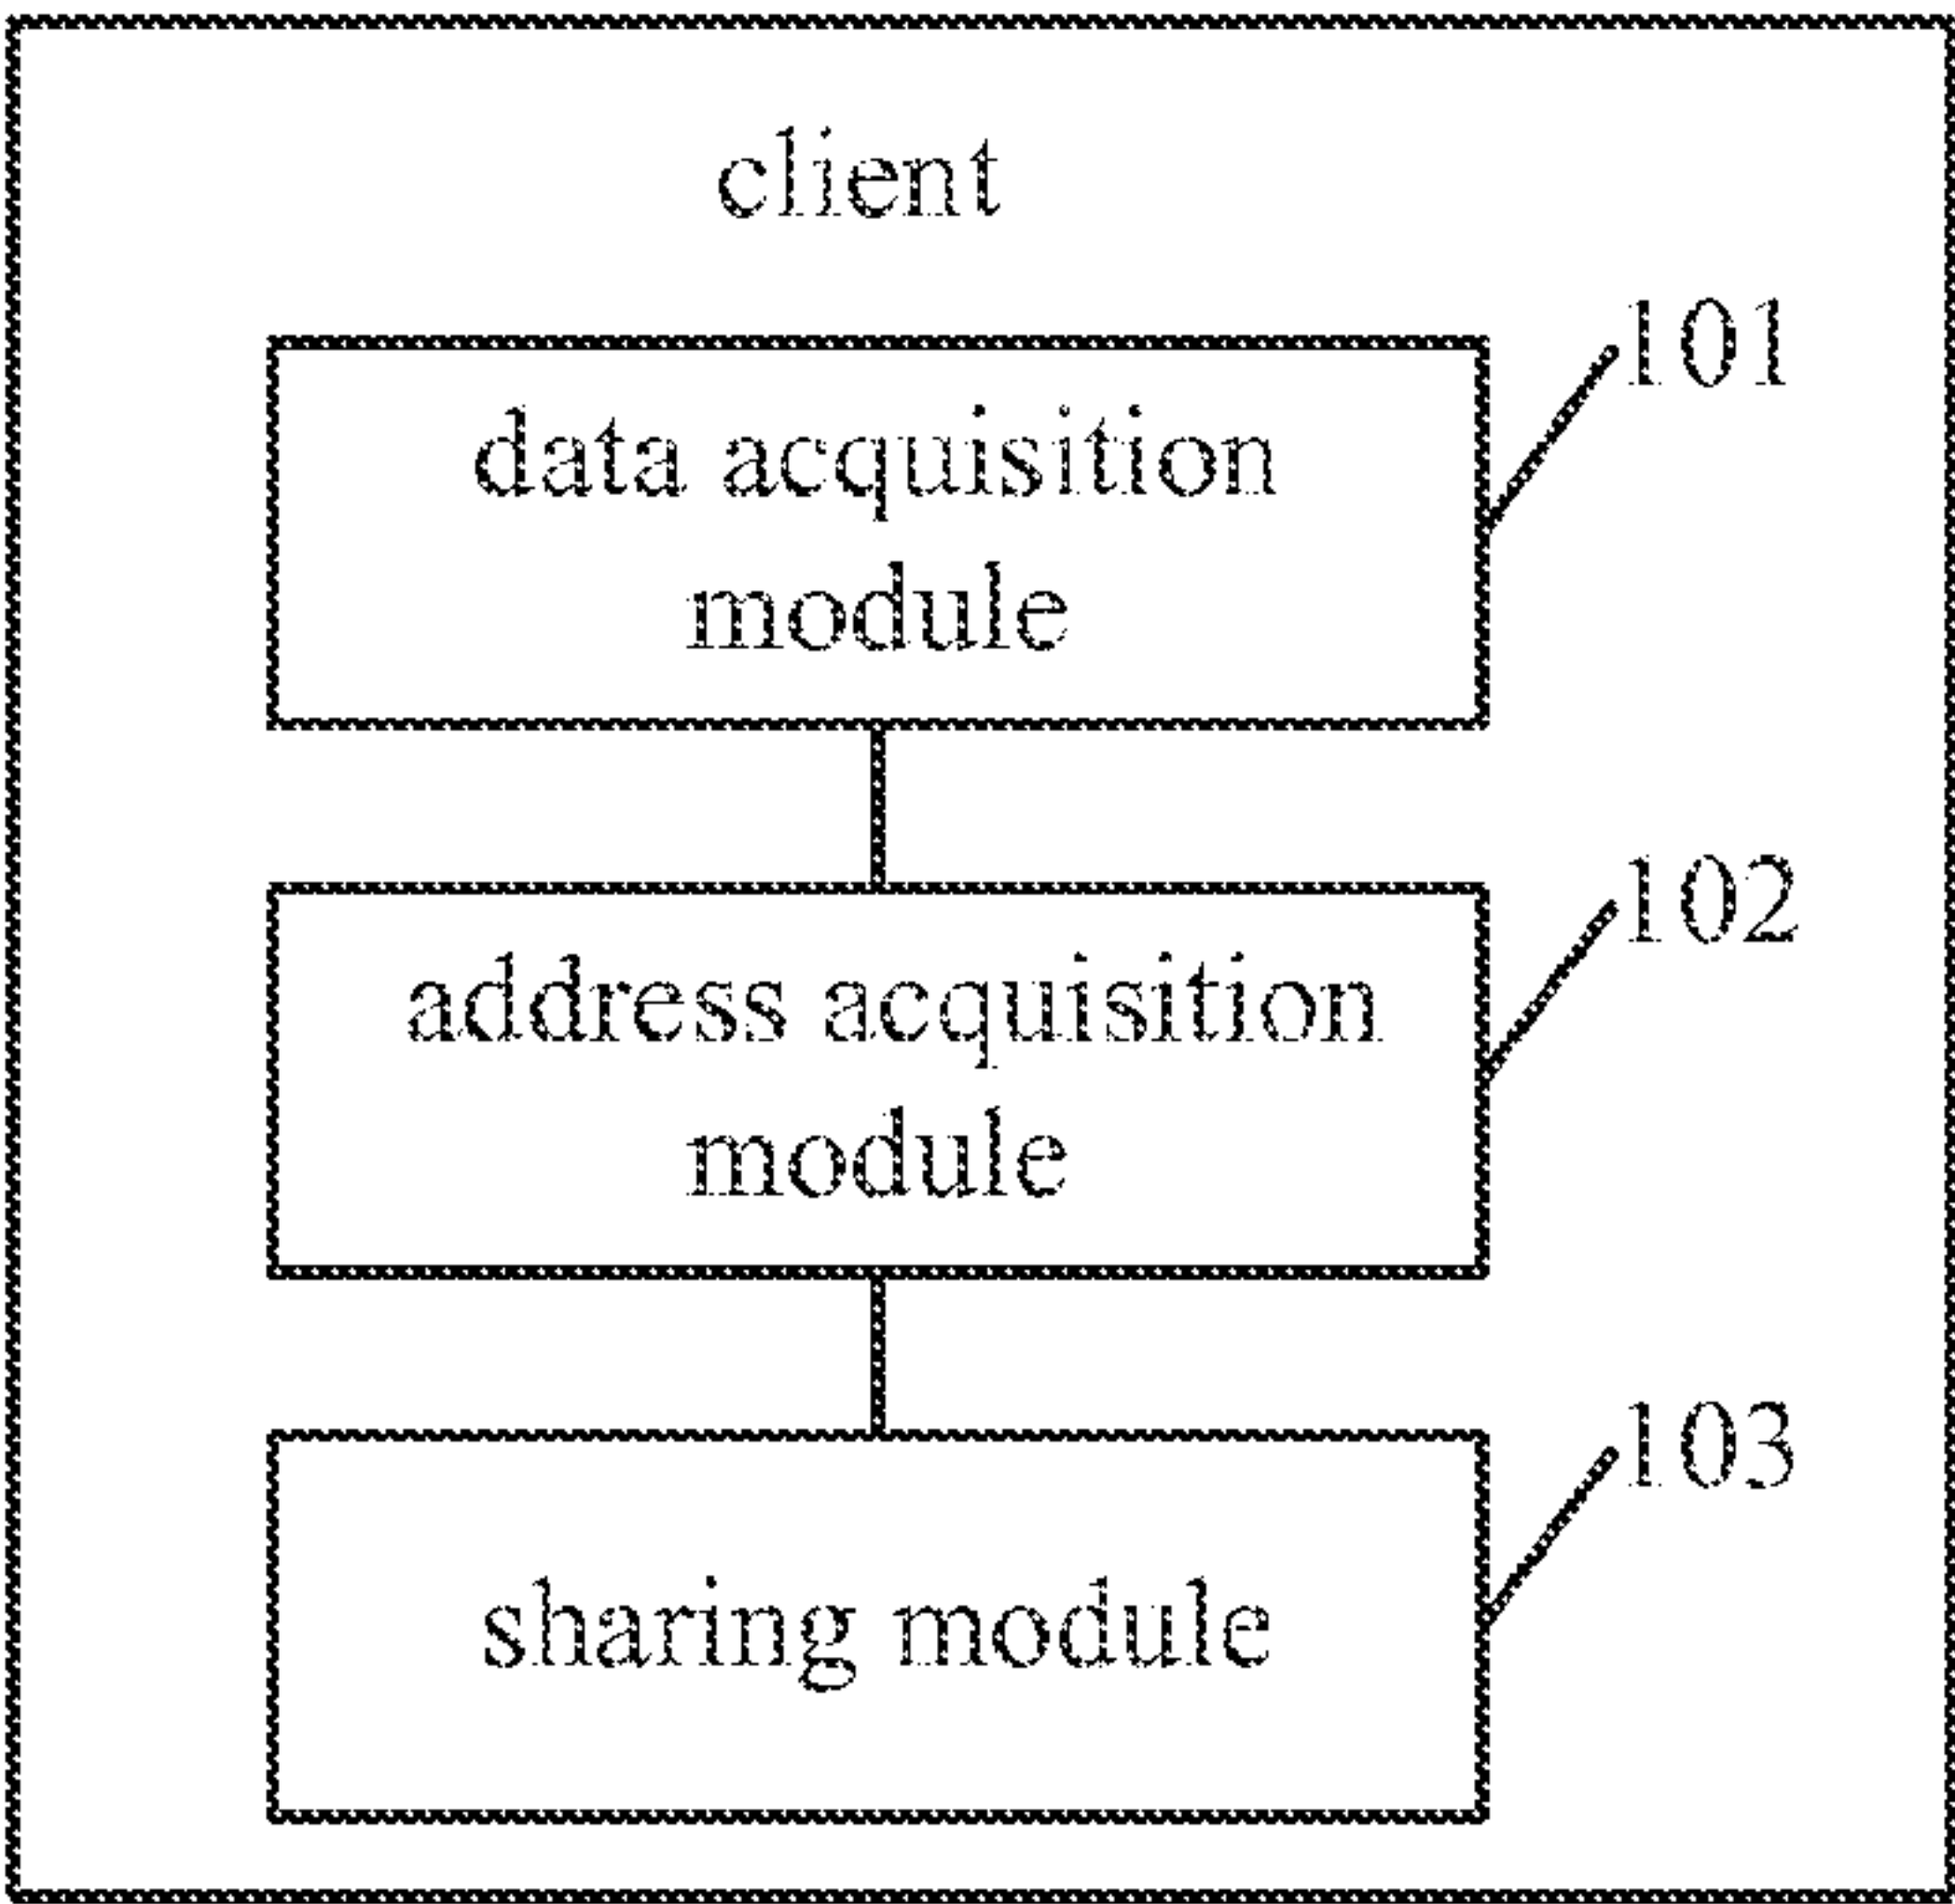 client
101
data acquisition
module
102
address acquisition
module
103
sharing module